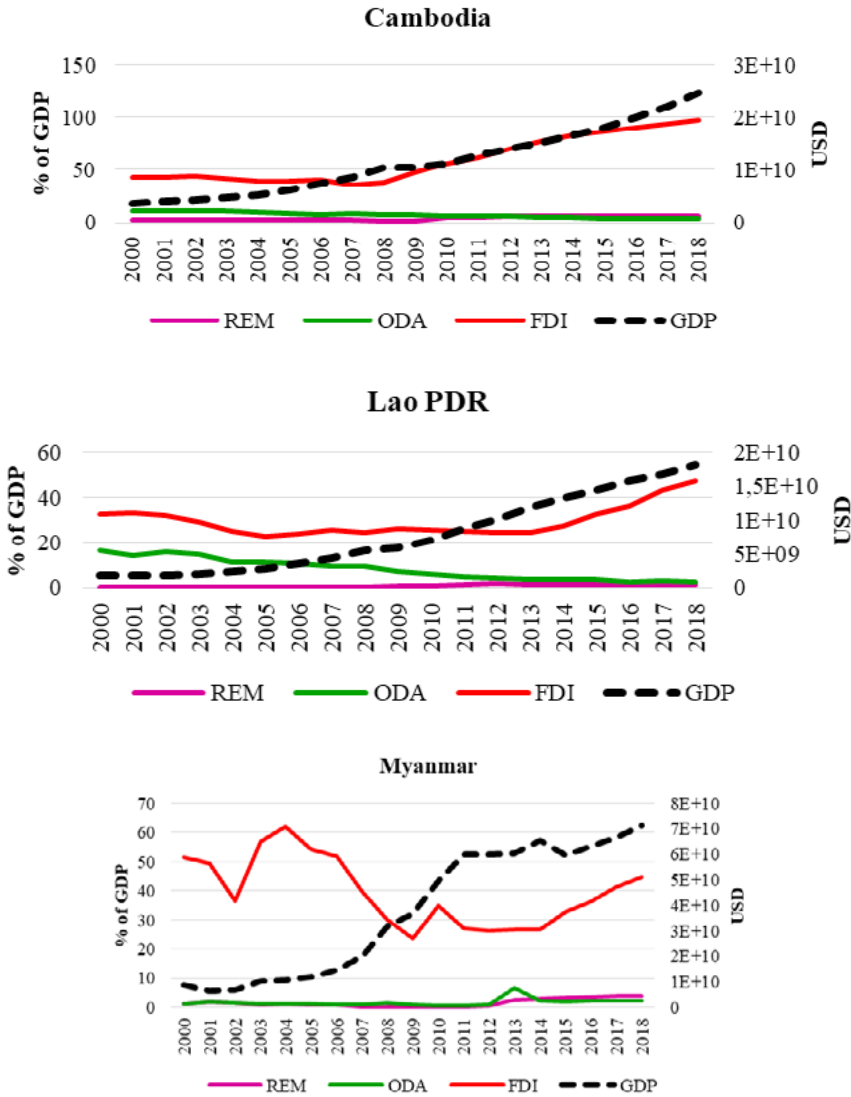 Cambodia
% of GDP
150
100
50
0
3E+10
2E+10
1E+10
0
USD
2000 2001 2002 2003 2004 2005 2006 2007 2008 2009 2010 2011 2012 2013 2014 2015 2016 2017 2018
REM ODA FDI GDP
Lao PDR
% of GDP
60
40
20
0
2E+10
1,5E+10
1E+10
5E+09
0
USD
2000 2001 2002 2003 2004 2005 2006 2007 2008 2009 2010 2011 2012 2013 2014 2015 2016 2017 2018
REM ODA FDI GDP
Myanmar
% of GDP
70
60
50
40
30
20
10
0
8E+10
7E+10
6E+10
5E+10
4E+10
3E+10
2E+10
1E+10
0
USD
2000 2001 2002 2003 2004 2005 2006 2007 2008 2009 2010 2011 2012 2013 2014 2015 2016 2017 2018
REM ODA FDI GDP